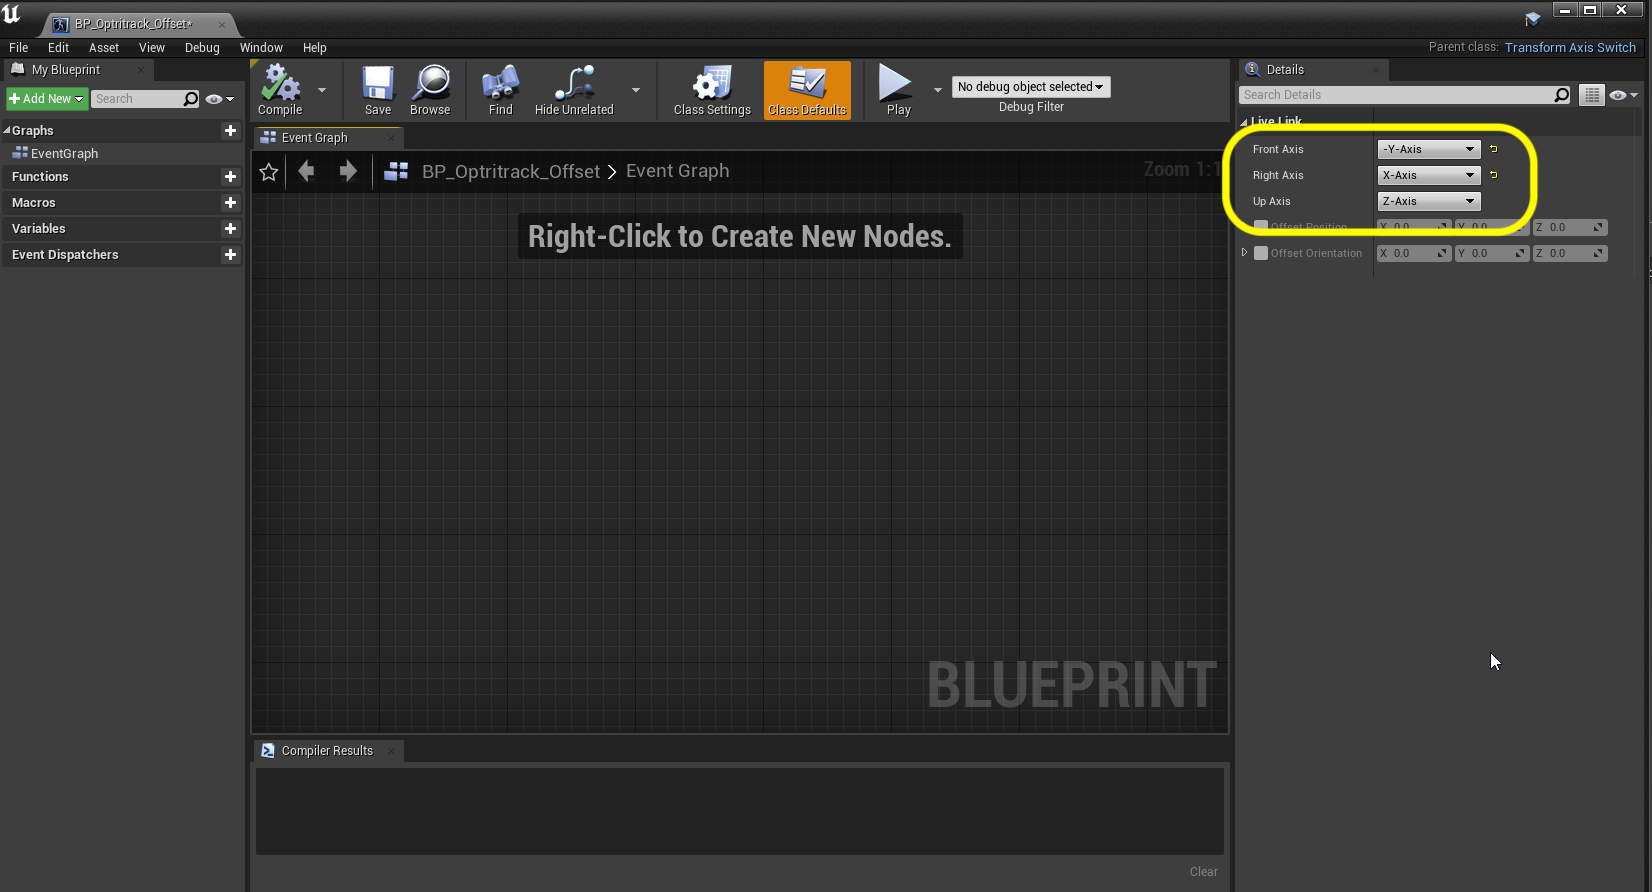 BP_Optritrack_Offset*
File Edit Asset View Debug Window Help
Parent class: Transform Axis Switch
My Blueprint
Add New
Search
Graphs
EventGraph
Functions
Macros
Variables
Event Dispatchers
Compile
Save
Browse
Find
Hide Unrelated
Class Settings
Class Defaults
Play
No debug object selected
Debug Filter
Event Graph
BP_Optritrack_Offset > Event Graph
Zoom 1:1
Right-Click to Create New Nodes.
BLUEPRINT
Compiler Results
Clear
Details
Search Details
Live Link
Front Axis -Y-Axis
Right Axis X-Axis
Up Axis Z-Axis
Offset Position X 0.0 Y 0.0 Z 0.0
Offset Orientation X 0.0 Y 0.0 Z 0.0